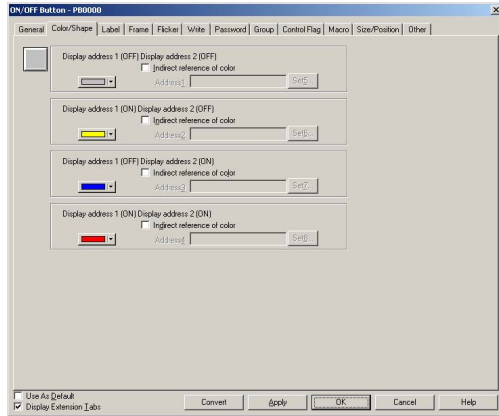 ON/OFF Button - PB0000
General Color/Shape Label Frame Flicker Write Password Group Control Flag Macro Size/Position Other
Display address 1 (OFF) Display address 2 (OFF)
Indirect reference of color
Address1 Set5...
Display address 1 (ON) Display address 2 (OFF)
Indirect reference of color
Address2 Set6...
Display address 1 (OFF) Display address 2 (ON)
Indirect reference of color
Address3 Set7...
Display address 1 (ON) Display address 2 (ON)
Indirect reference of color
Address4 Set8...
Use As Default
Display Extension Tabs
Convert Apply OK Cancel Help